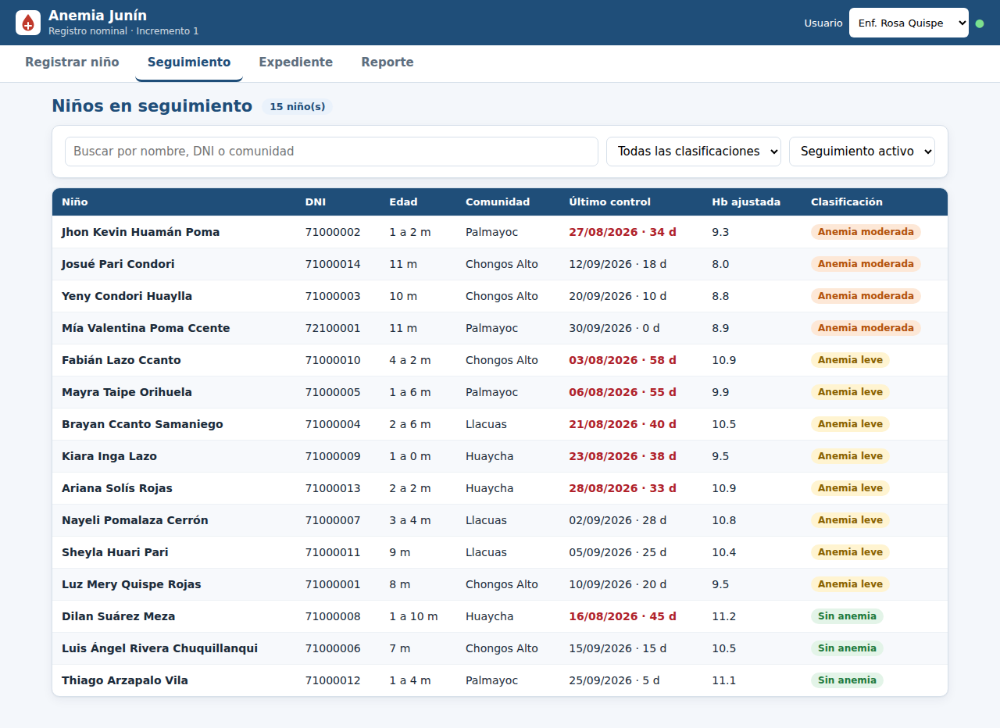 Anemia Junín
Registro nominal · Incremento 1
Usuario Enf. Rosa Quispe
Registrar niño Seguimiento Expediente Reporte
Niños en seguimiento 15 niño(s)
Buscar por nombre, DNI o comunidad Todas las clasificaciones Seguimiento activo
Niño DNI Edad Comunidad Último control Hb ajustada Clasificación
Jhon Kevin Huamán Poma 71000002 1 a 2 m Palmayoc 27/08/2026 · 34 d 9.3 Anemia moderada
Josué Pari Condori 71000014 11 m Chongos Alto 12/09/2026 · 18 d 8.0 Anemia moderada
Yeny Condori Huaylla 71000003 10 m Chongos Alto 20/09/2026 · 10 d 8.8 Anemia moderada
Mía Valentina Poma Ccente 72100001 11 m Palmayoc 30/09/2026 · 0 d 8.9 Anemia moderada
Fabián Lazo Ccanto 71000010 4 a 2 m Chongos Alto 03/08/2026 · 58 d 10.9 Anemia leve
Mayra Taipe Orihuela 71000005 1 a 6 m Palmayoc 06/08/2026 · 55 d 9.9 Anemia leve
Brayan Ccanto Samaniego 71000004 2 a 6 m Llacuas 21/08/2026 · 40 d 10.5 Anemia leve
Kiara Inga Lazo 71000009 1 a 0 m Huaycha 23/08/2026 · 38 d 9.5 Anemia leve
Ariana Solís Rojas 71000013 2 a 2 m Huaycha 28/08/2026 · 33 d 10.9 Anemia leve
Nayeli Pomalaza Cerrón 71000007 3 a 4 m Llacuas 02/09/2026 · 28 d 10.8 Anemia leve
Sheyla Huari Pari 71000011 9 m Llacuas 05/09/2026 · 25 d 10.4 Anemia leve
Luz Mery Quispe Rojas 71000001 8 m Chongos Alto 10/09/2026 · 20 d 9.5 Anemia leve
Dilan Suárez Meza 71000008 1 a 10 m Huaycha 16/08/2026 · 45 d 11.2 Sin anemia
Luis Ángel Rivera Chuquillanqui 71000006 7 m Chongos Alto 15/09/2026 · 15 d 10.5 Sin anemia
Thiago Arzapalo Vila 71000012 1 a 4 m Palmayoc 25/09/2026 · 5 d 11.1 Sin anemia